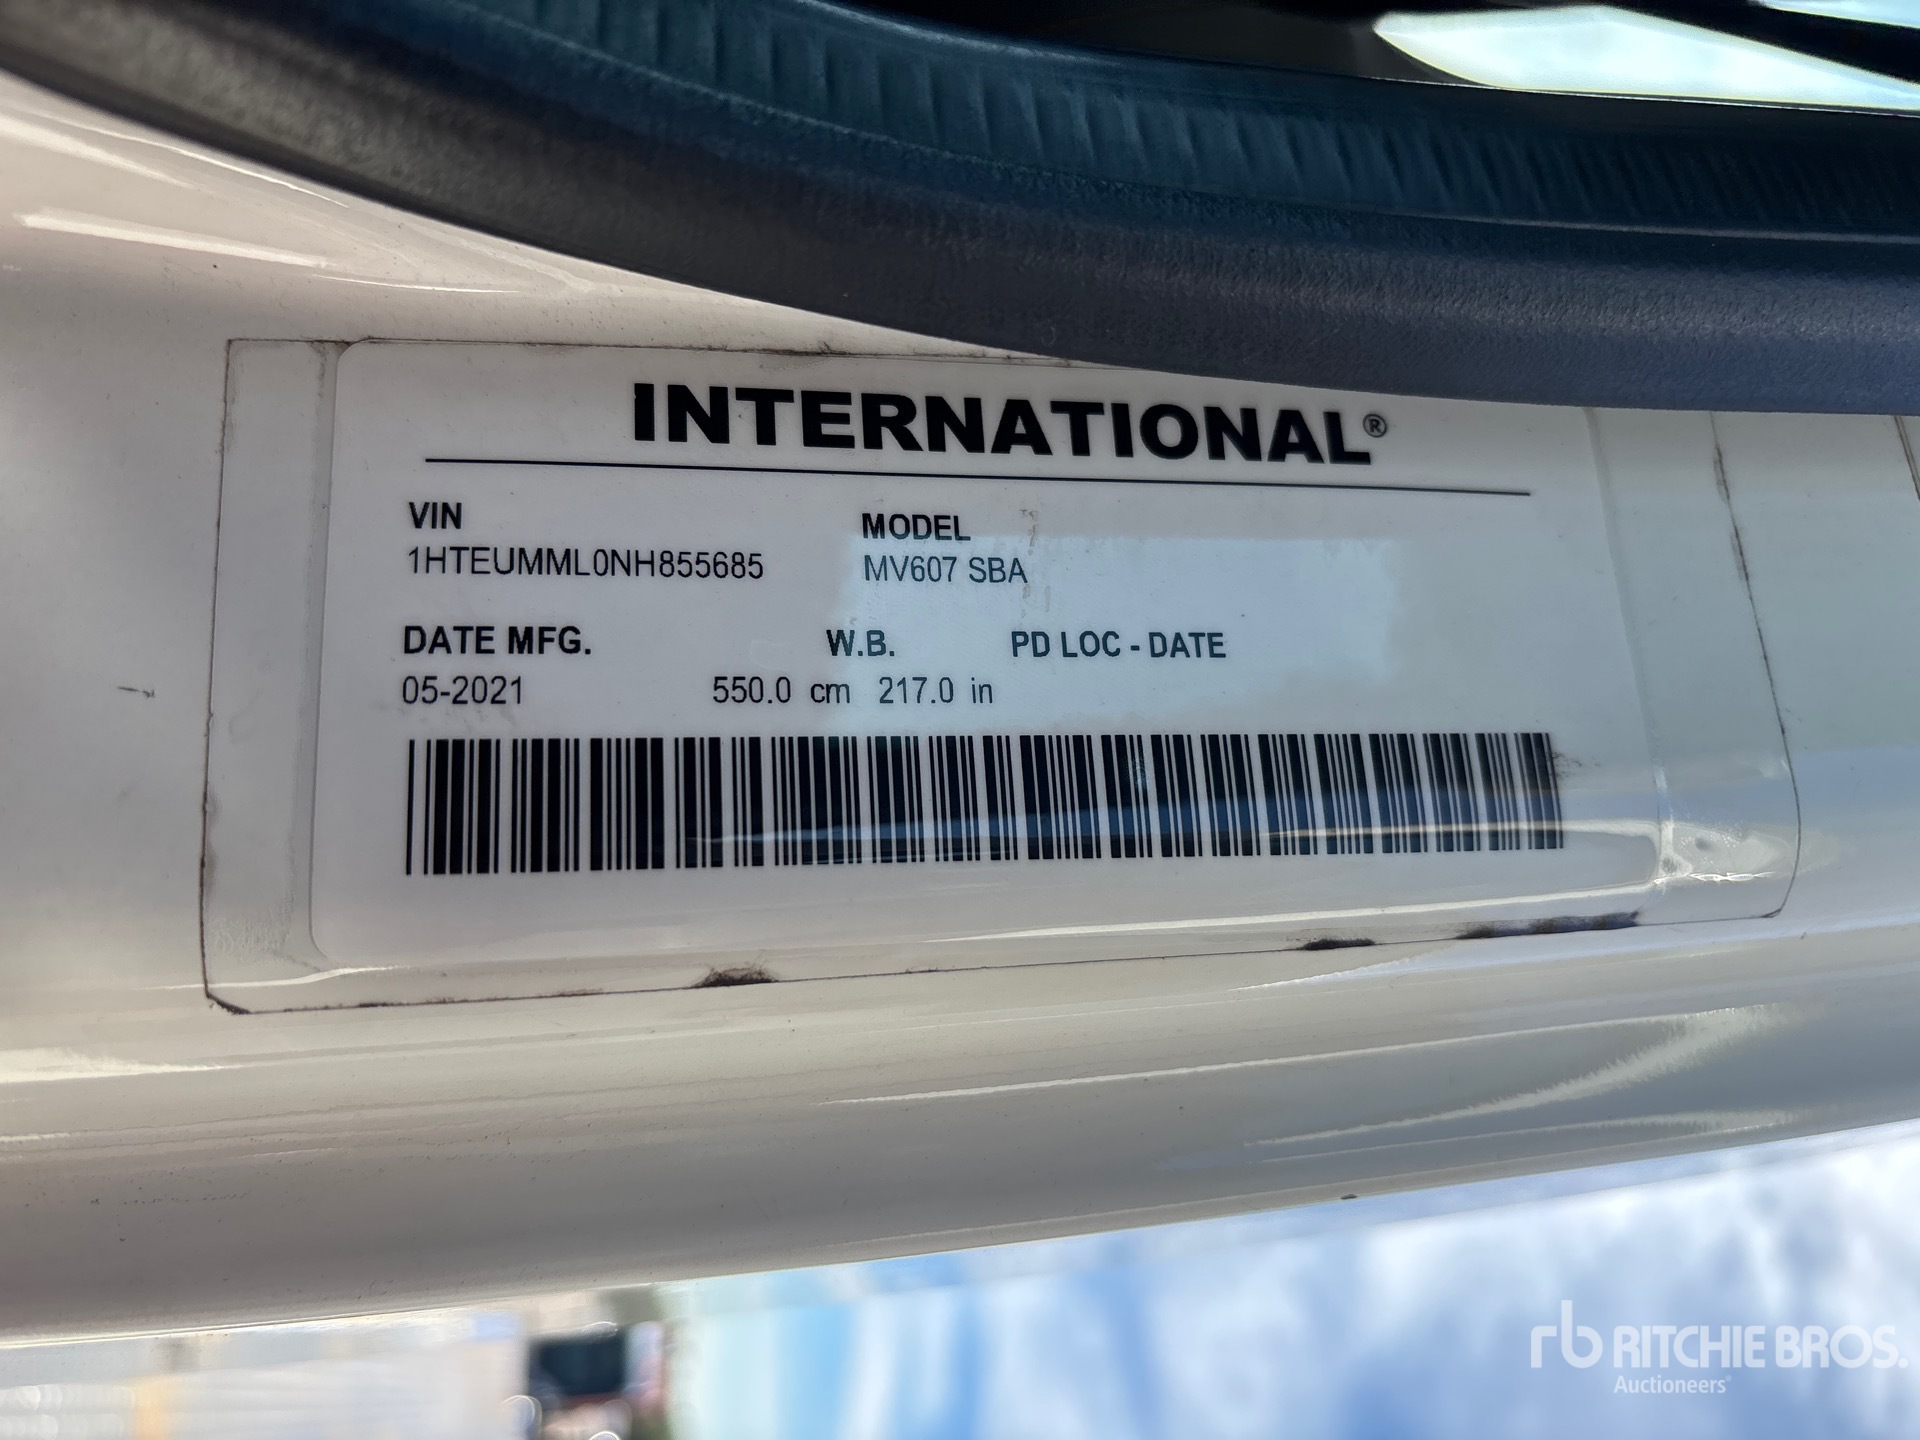 INTERNATIONAL®
VIN MODEL
1HTEUMML0NH855685 MV607 SBA
DATE MFG. W.B. PD LOC - DATE
05-2021 550.0 cm 217.0 in
rb RITCHIE BROS.
Auctioneers